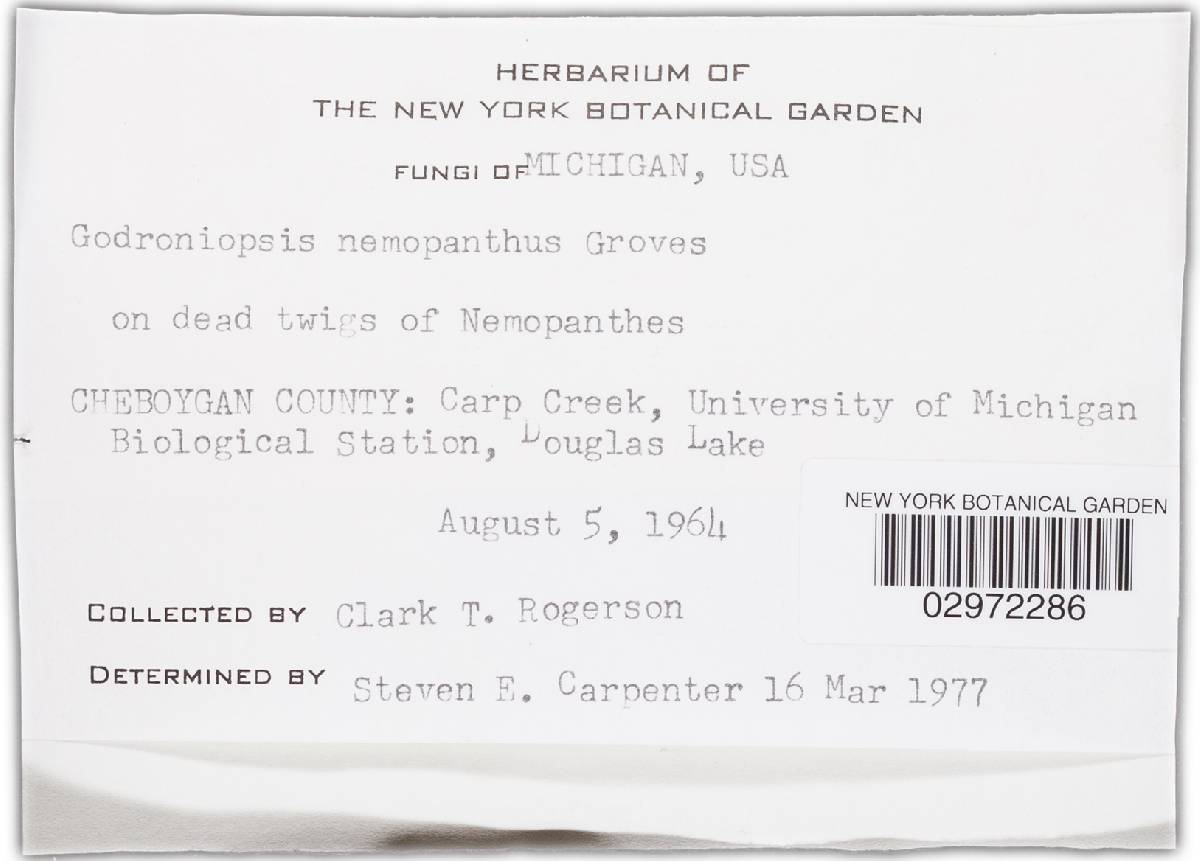 HERBARIUM OF
THE NEW YORK BOTANICAL GARDEN
FUNGI OF MICHIGAN, USA
Godroniopsis nemopanthus Groves
on dead twigs of Nemopanthes
CHEBOYGAN COUNTY: Carp Creek, University of Michigan
Biological Station, Douglas Lake
August 5, 1964
NEW YORK BOTANICAL GARDEN
02972286
COLLECTED BY Clark T. Rogerson
DETERMINED BY Steven E. Carpenter 16 Mar 1977